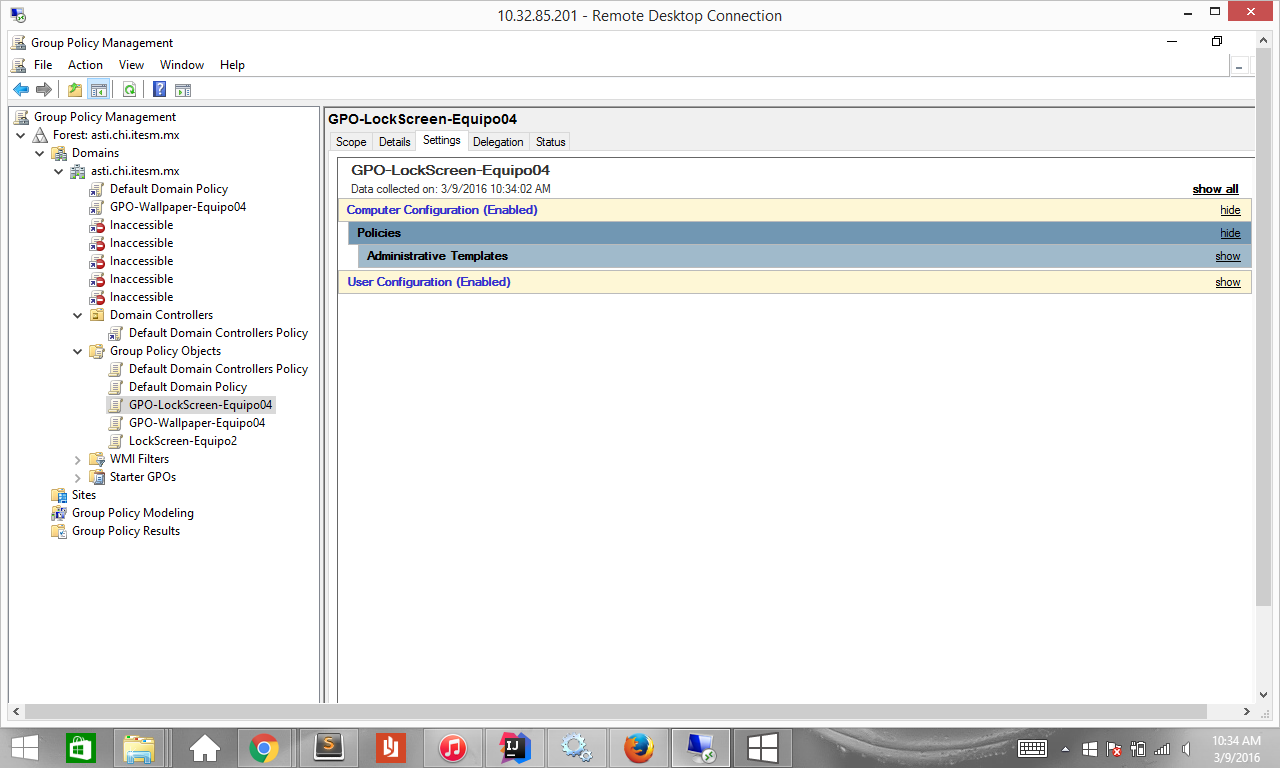 10.32.85.201 - Remote Desktop Connection
Group Policy Management
File Action View Window Help
Group Policy Management
Forest: asti.chi.itesm.mx
Domains
asti.chi.itesm.mx
Default Domain Policy
GPO-Wallpaper-Equipo04
Inaccessible
Inaccessible
Inaccessible
Inaccessible
Inaccessible
Domain Controllers
Default Domain Controllers Policy
Group Policy Objects
Default Domain Controllers Policy
Default Domain Policy
GPO-LockScreen-Equipo04
GPO-Wallpaper-Equipo04
LockScreen-Equipo2
WMI Filters
Starter GPOs
Sites
Group Policy Modeling
Group Policy Results
GPO-LockScreen-Equipo04
Scope Details Settings Delegation Status
GPO-LockScreen-Equipo04
Data collected on: 3/9/2016 10:34:02 AM show all
Computer Configuration (Enabled) hide
Policies hide
Administrative Templates show
User Configuration (Enabled) show
10:34 AM
3/9/2016